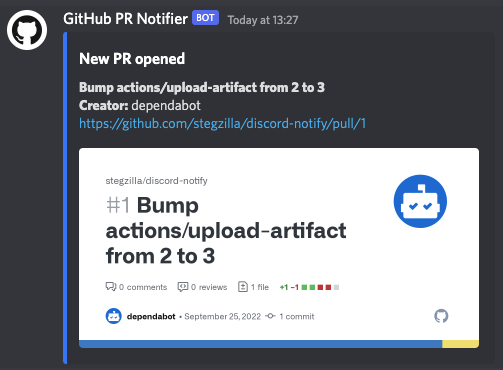 GitHub PR Notifier BOT Today at 13:27
New PR opened
Bump actions/upload-artifact from 2 to 3
Creator: dependabot
https://github.com/stegzilla/discord-notify/pull/1
stegzilla/discord-notify
#1 Bump
actions/upload-artifact
from 2 to 3
0 comments 0 reviews 1 file +1 −1
dependabot • September 25, 2022 1 commit